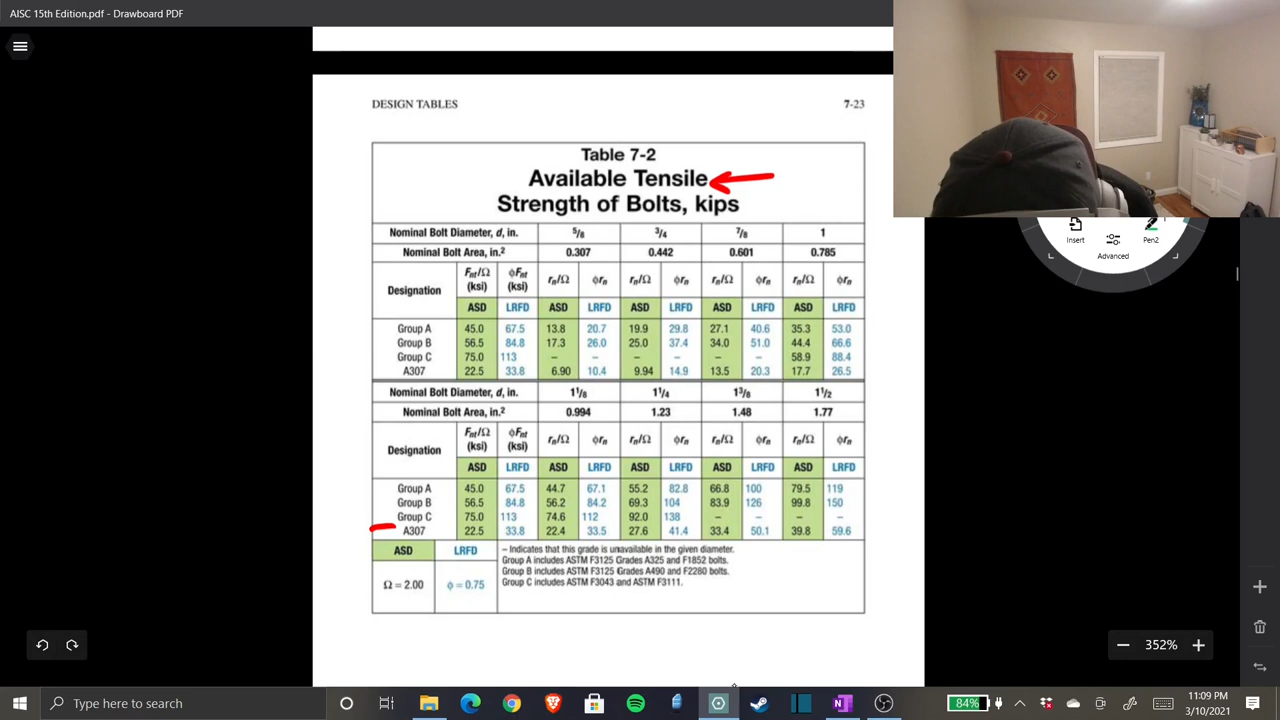 AISC 15th Edition.pdf - Drawboard PDF
DESIGN TABLES 7-23
Table 7-2
Available Tensile
Strength of Bolts, kips
Nominal Bolt Diameter, d, in. 5/8 3/4 7/8 1
Nominal Bolt Area, in.² 0.307 0.442 0.601 0.785
Designation Fnt/Ω (ksi) ϕFnt (ksi) rn/Ω ϕrn rn/Ω ϕrn rn/Ω ϕrn rn/Ω ϕrn
ASD LRFD ASD LRFD ASD LRFD ASD LRFD ASD LRFD
Group A 45.0 67.5 13.8 20.7 19.9 29.8 27.1 40.6 35.3 53.0
Group B 56.5 84.8 17.3 26.0 25.0 37.4 34.0 51.0 44.4 66.6
Group C 75.0 113 – – – – – – 58.9 88.4
A307 22.5 33.8 6.90 10.4 9.94 14.9 13.5 20.3 17.7 26.5
Nominal Bolt Diameter, d, in. 1 1/8 1 1/4 1 3/8 1 1/2
Nominal Bolt Area, in.² 0.994 1.23 1.48 1.77
Designation Fnt/Ω (ksi) ϕFnt (ksi) rn/Ω ϕrn rn/Ω ϕrn rn/Ω ϕrn rn/Ω ϕrn
ASD LRFD ASD LRFD ASD LRFD ASD LRFD ASD LRFD
Group A 45.0 67.5 44.7 67.1 55.2 82.8 66.8 100 79.5 119
Group B 56.5 84.8 56.2 84.2 69.3 104 83.9 126 99.8 150
Group C 75.0 113 74.6 112 92.0 138 – – – –
A307 22.5 33.8 22.4 33.5 27.6 41.4 33.4 50.1 39.8 59.6
ASD LRFD
Ω = 2.00 ϕ = 0.75
– Indicates that this grade is unavailable in the given diameter.
Group A includes ASTM F3125 Grades A325 and F1852 bolts.
Group B includes ASTM F3125 Grades A490 and F2280 bolts.
Group C includes ASTM F3043 and ASTM F3111.
Insert
Advanced
Pen2
352%
Type here to search
84%
11:09 PM
3/10/2021